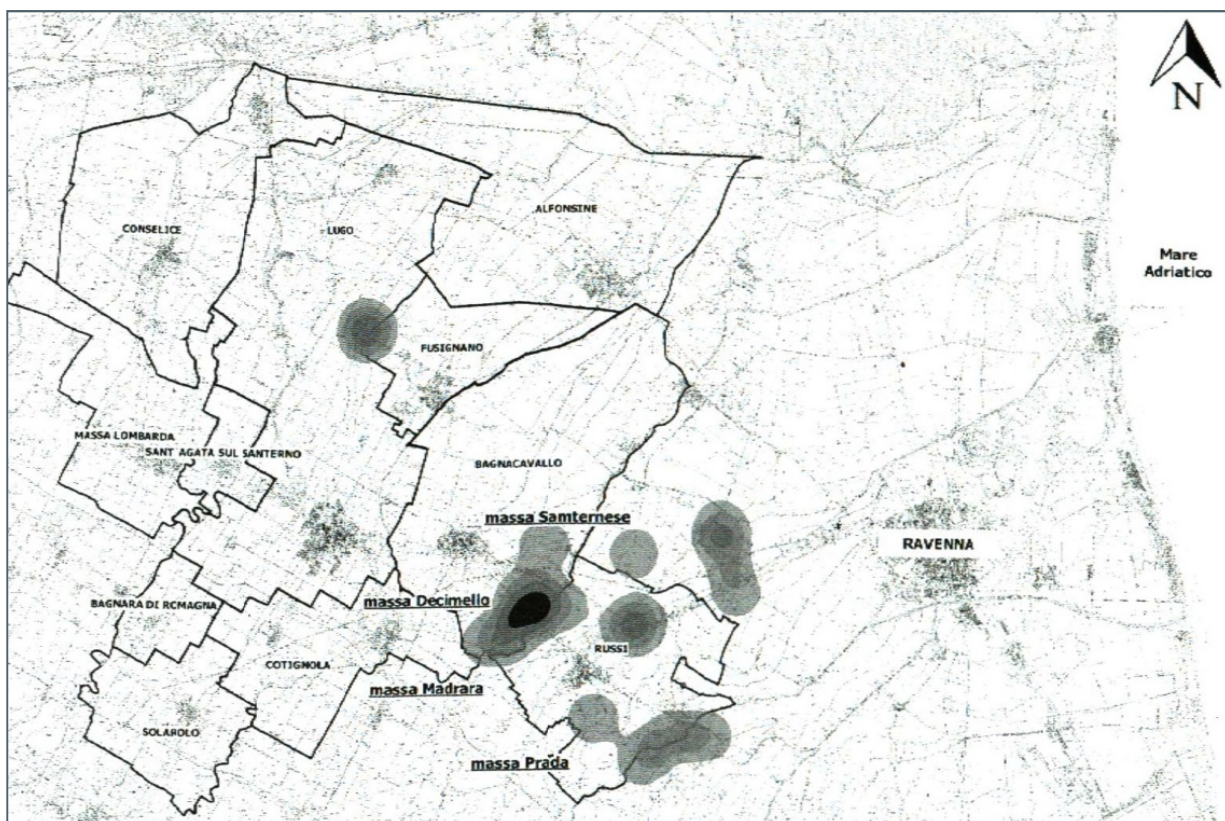 N
ALFONSINE
CONSELICE
LUGO
Mare
Adriatico
FUSIGNANO
MASSA LOMBARDA
SANT AGATA SUL SANTERNO
BAGNACAVALLO
massa Samternese
RAVENNA
massa Decimello
BAGNARA DI ROMAGNA
RUSSI
COTIGNOLA
massa Madrara
SOLAROLO
massa Prada